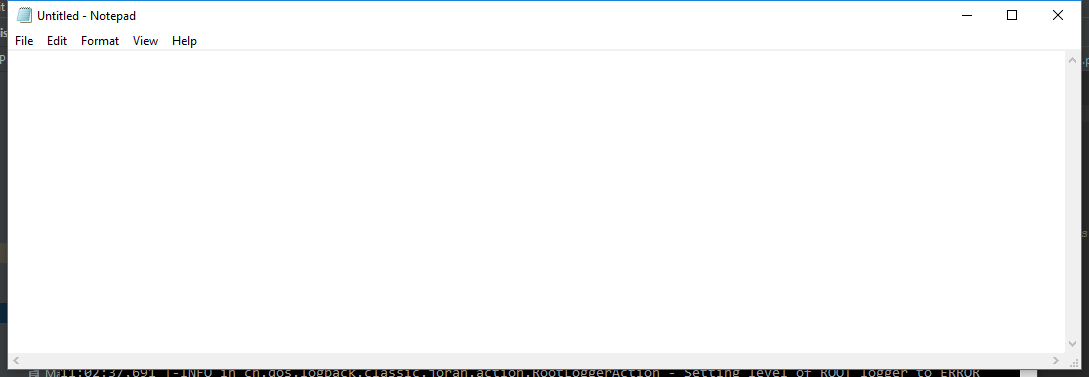 Untitled - Notepad
File Edit Format View Help
11:02:37,691 |-INFO in ch.qos.logback.classic.joran.action.RootLoggerAction - Setting level of ROOT logger to ERROR